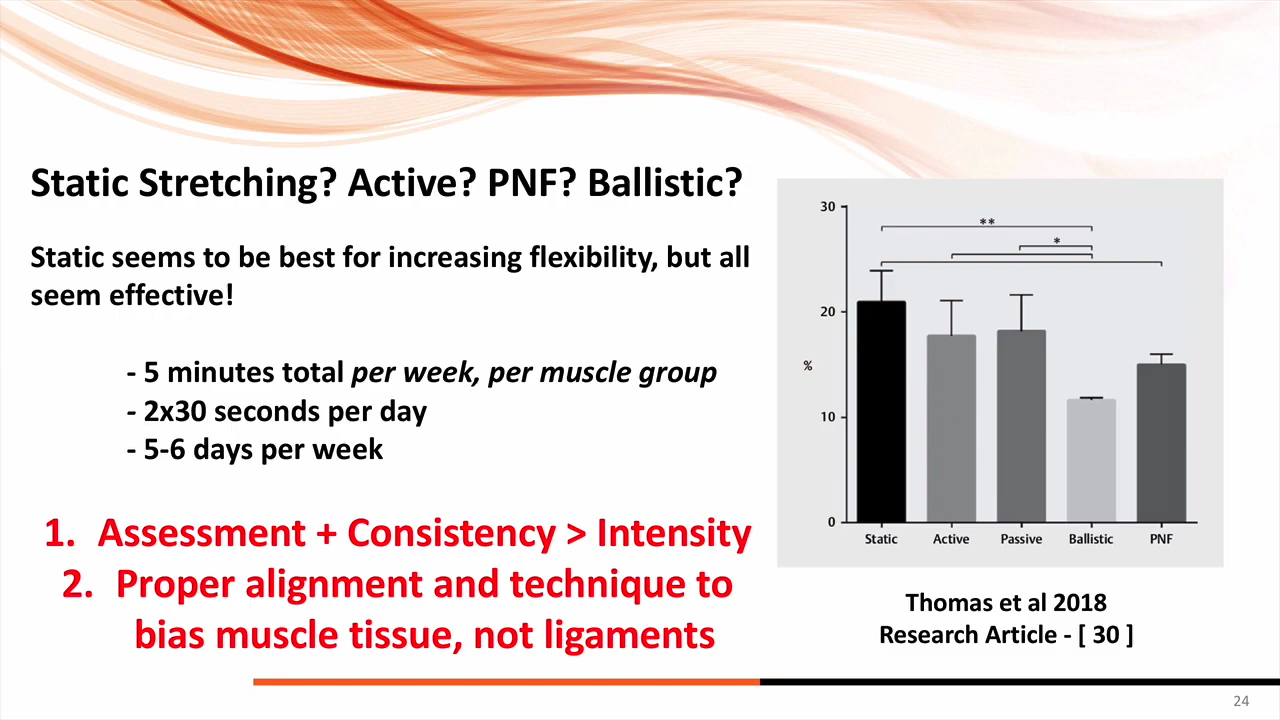 Static Stretching? Active? PNF? Ballistic?
Static seems to be best for increasing flexibility, but all
seem effective!
- 5 minutes total per week, per muscle group
- 2x30 seconds per day
- 5-6 days per week
1. Assessment + Consistency > Intensity
2. Proper alignment and technique to
bias muscle tissue, not ligaments
30
**
*
20
%
10
0
Static Active Passive Ballistic PNF
Thomas et al 2018
Research Article - [ 30 ]
24